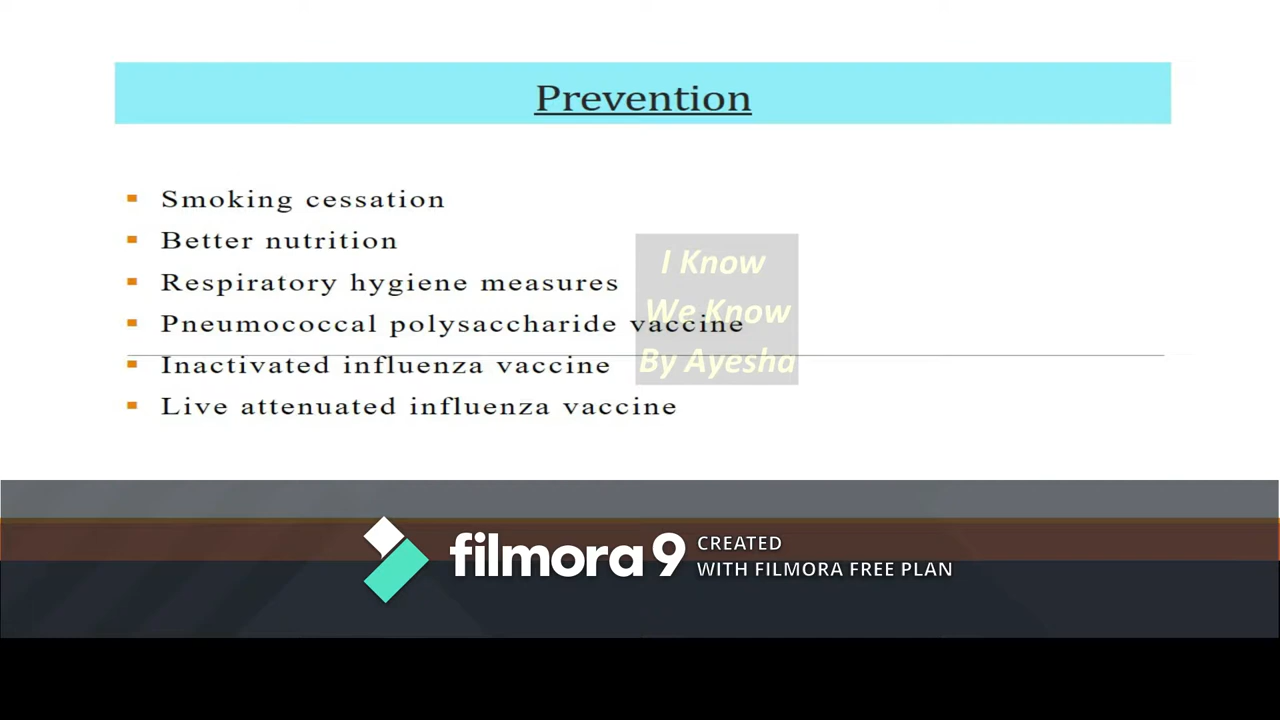 Prevention
Smoking cessation
Better nutrition
Respiratory hygiene measures
Pneumococcal polysaccharide vaccine
Inactivated influenza vaccine
Live attenuated influenza vaccine
I Know
We Know
By Ayesha
filmora 9
CREATED
WITH FILMORA FREE PLAN